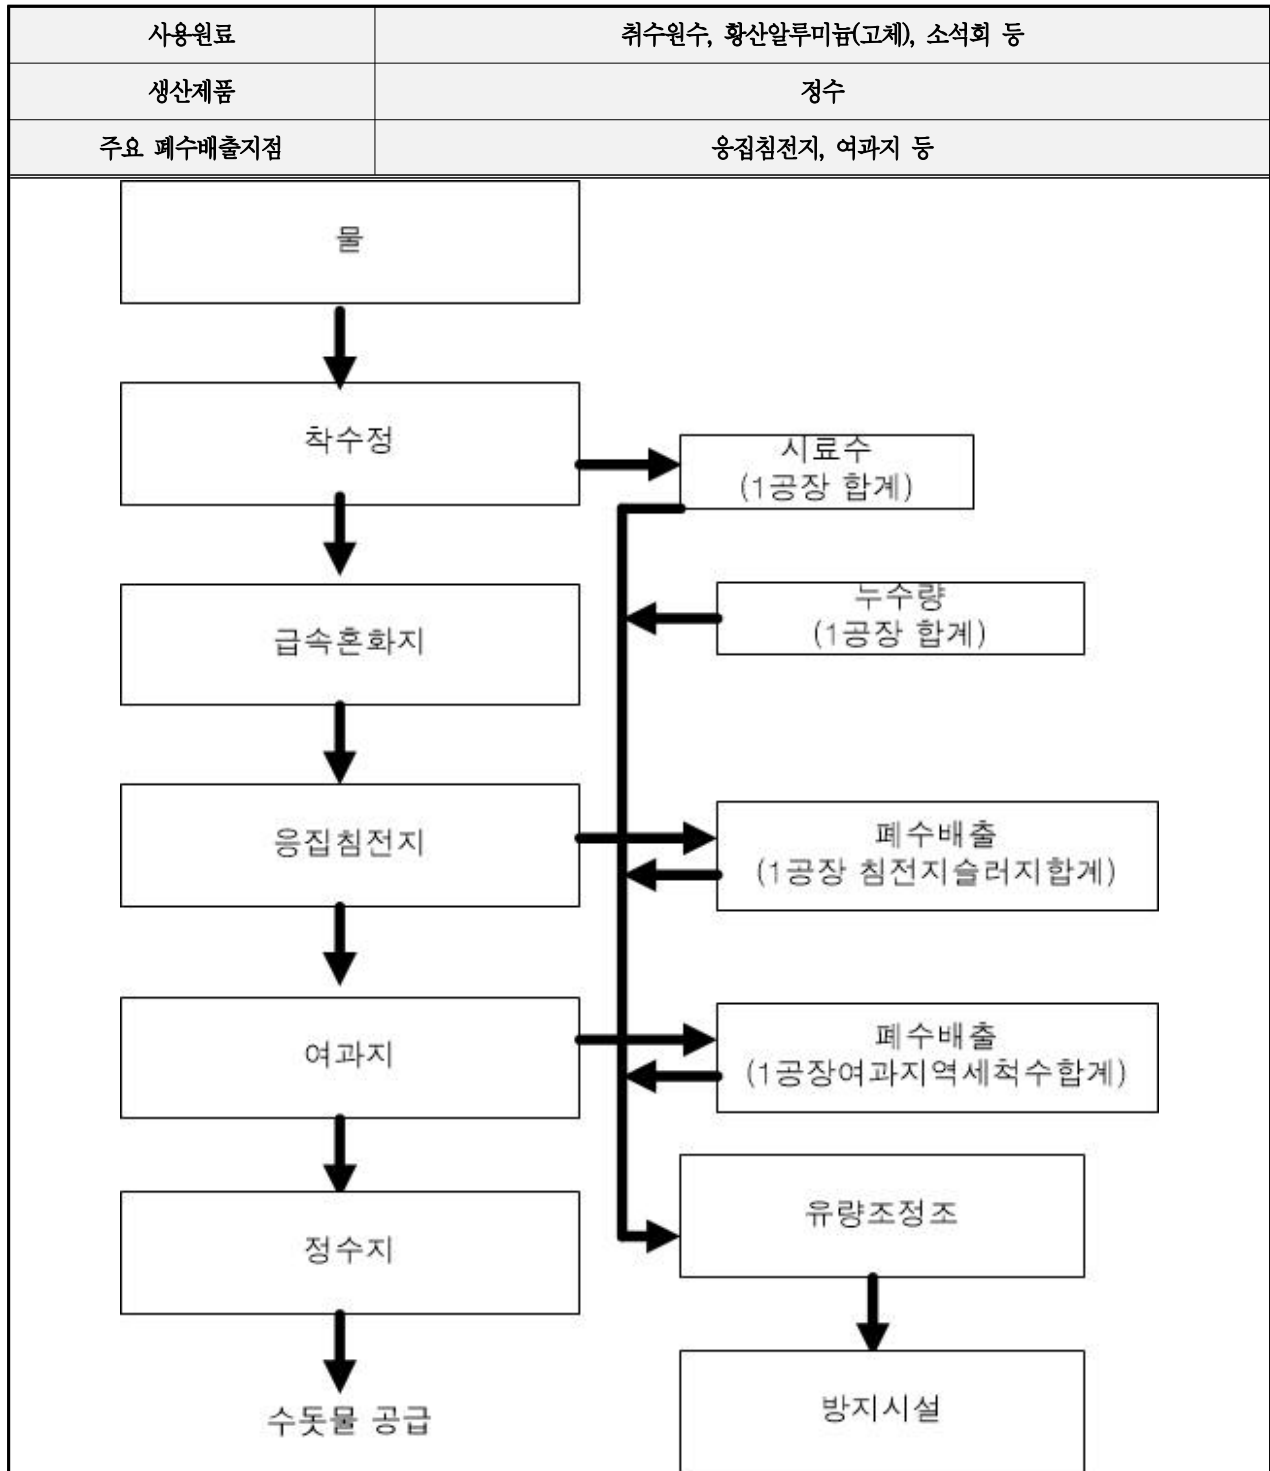 사용원료 취수원수, 황산알루미늄(고체), 소석회 등
생산제품 정수
주요 폐수배출지점 응집침전지, 여과지 등
물
착수정
시료수
(1공장 합계)
누수량
(1공장 합계)
급속혼화지
응집침전지
폐수배출
(1공장 침전지슬러지합계)
여과지
폐수배출
(1공장여과지역세척수합계)
유량조정조
정수지
방지시설
수돗물 공급